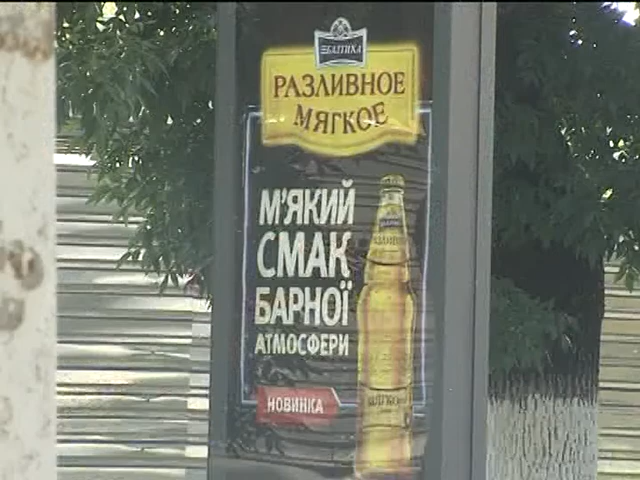 БАЛТИКА
РАЗЛИВНОЕ
МЯГКОЕ
М'ЯКИЙ
СМАК
БАРНОЇ
АТМОСФЕРИ
НОВИНКА